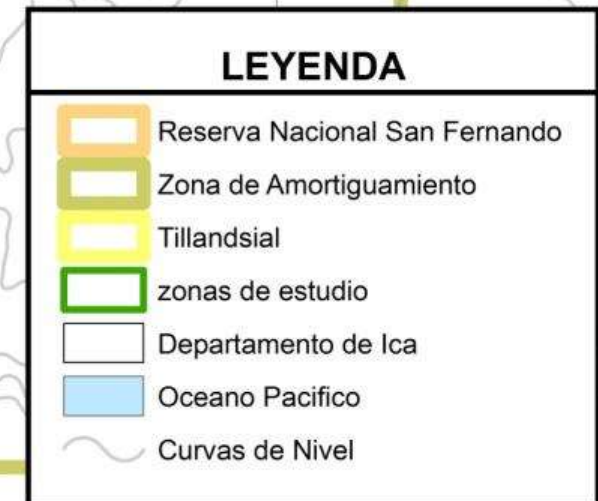 LEYENDA
Reserva Nacional San Fernando
Zona de Amortiguamiento
Tillandsial
zonas de estudio
Departamento de Ica
Oceano Pacifico
Curvas de Nivel